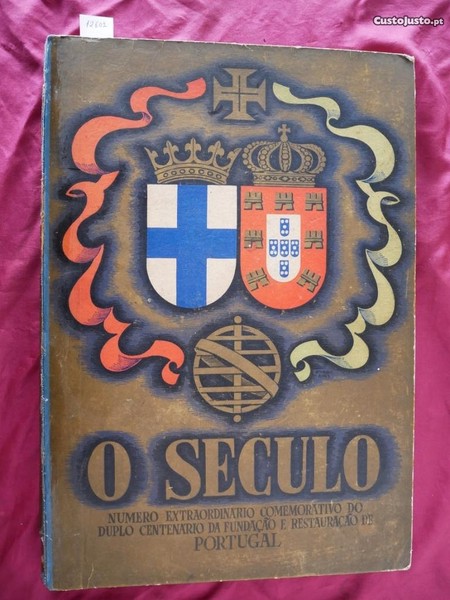 CustoJusto.pt
O SECULO
NUMERO EXTRAORDINARIO COMEMORATIVO DO
DUPLO CENTENARIO DA FUNDAÇÃO E RESTAURAÇÃO DE
PORTUGAL